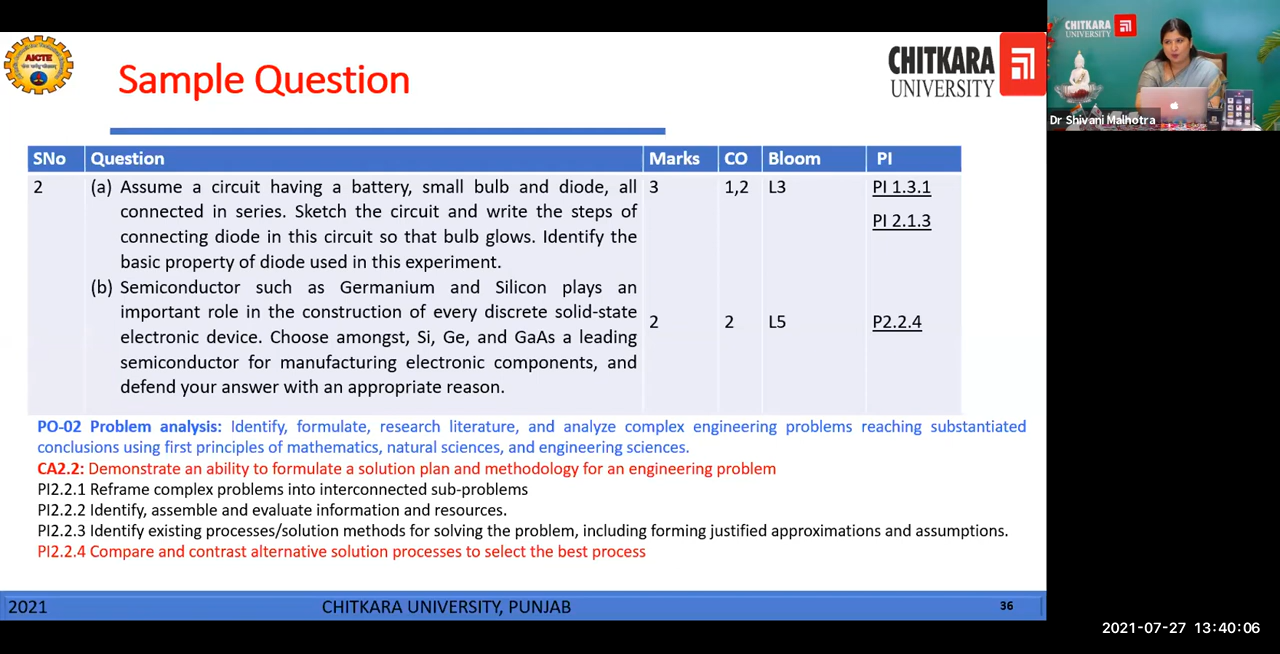 AICTE
Sample Question
CHITKARA
UNIVERSITY
CHITKARA
UNIVERSITY
Dr Shivani Malhotra
SNo Question Marks CO Bloom PI
2 (a) Assume a circuit having a battery, small bulb and diode, all 3 1,2 L3 PI 1.3.1
connected in series. Sketch the circuit and write the steps of PI 2.1.3
connecting diode in this circuit so that bulb glows. Identify the
basic property of diode used in this experiment.
(b) Semiconductor such as Germanium and Silicon plays an
important role in the construction of every discrete solid-state 2 2 L5 P2.2.4
electronic device. Choose amongst, Si, Ge, and GaAs a leading
semiconductor for manufacturing electronic components, and
defend your answer with an appropriate reason.
PO-02 Problem analysis: Identify, formulate, research literature, and analyze complex engineering problems reaching substantiated
conclusions using first principles of mathematics, natural sciences, and engineering sciences.
CA2.2: Demonstrate an ability to formulate a solution plan and methodology for an engineering problem
PI2.2.1 Reframe complex problems into interconnected sub-problems
PI2.2.2 Identify, assemble and evaluate information and resources.
PI2.2.3 Identify existing processes/solution methods for solving the problem, including forming justified approximations and assumptions.
PI2.2.4 Compare and contrast alternative solution processes to select the best process
2021 CHITKARA UNIVERSITY, PUNJAB 36
2021-07-27 13:40:06